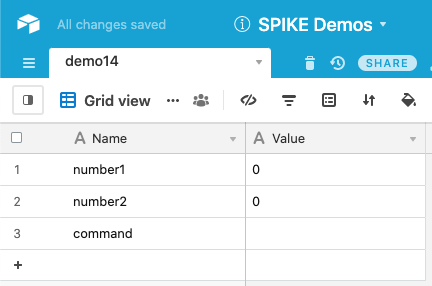 All changes saved
SPIKE Demos
demo14
SHARE
Grid view
A Name
A Value
1 number1 0
2 number2 0
3 command